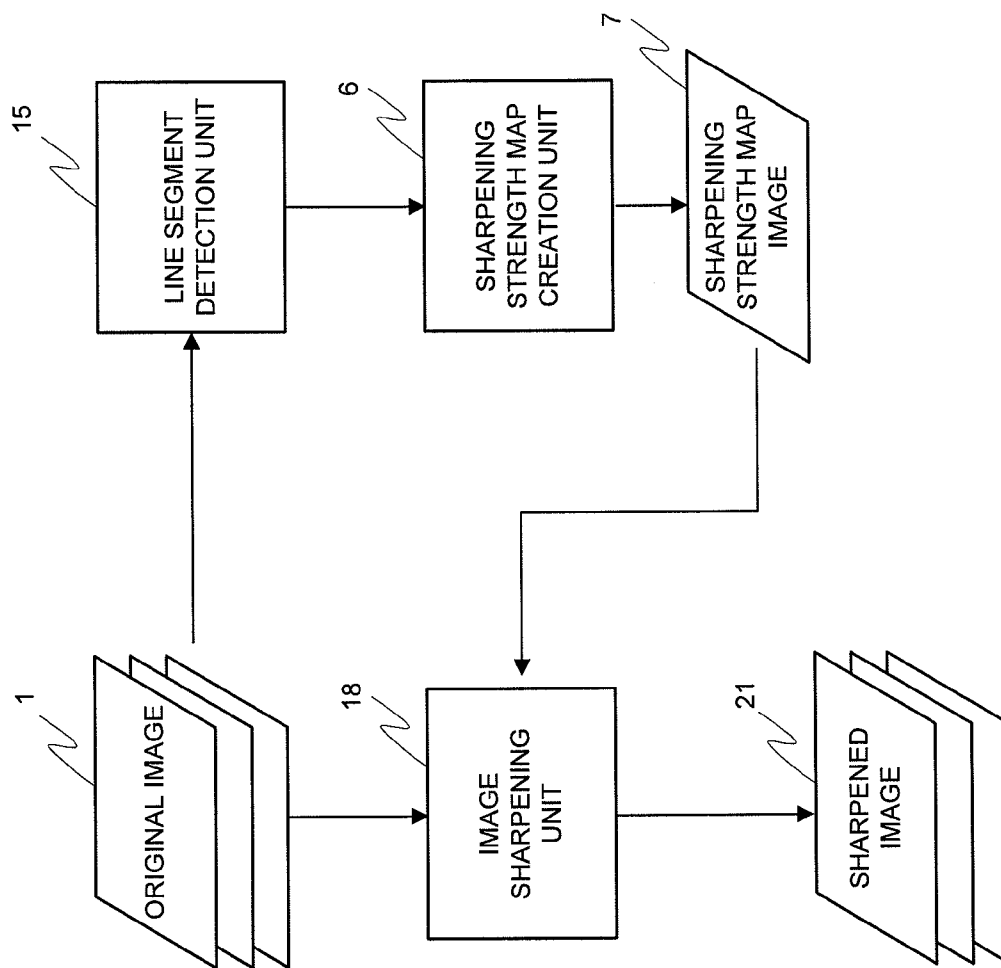 1
ORIGINAL IMAGE
15
LINE SEGMENT
DETECTION UNIT
18
IMAGE
SHARPENING
UNIT
6
SHARPENING
STRENGTH MAP
CREATION UNIT
21
SHARPENED
IMAGE
7
SHARPENING
STRENGTH MAP
IMAGE